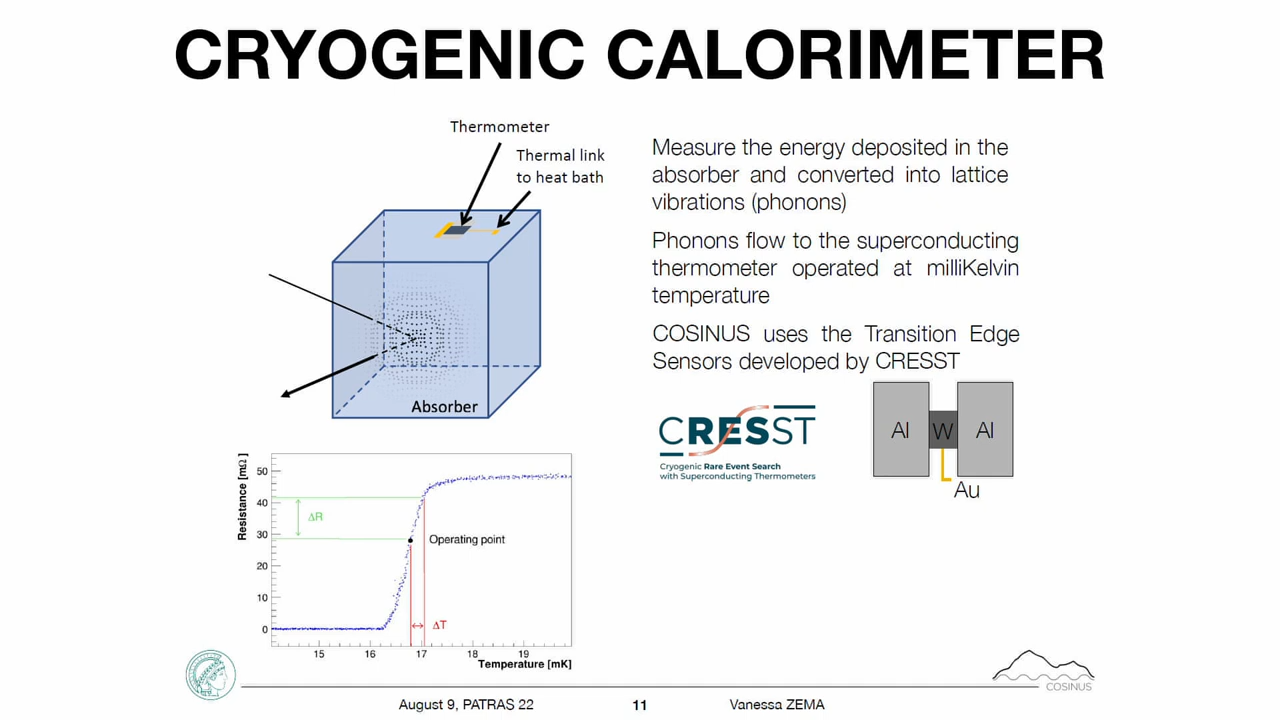 CRYOGENIC CALORIMETER
Thermometer
Thermal link
to heat bath
Absorber
Measure the energy deposited in the
absorber and converted into lattice
vibrations (phonons)
Phonons flow to the superconducting
thermometer operated at milliKelvin
temperature
COSINUS uses the Transition Edge
Sensors developed by CRESST
CRESST
Cryogenic Rare Event Search
with Superconducting Thermometers
Al
W
Al
Au
Resistance [mΩ]
50
40
30
20
10
0
ΔR
Operating point
ΔT
15
16
17
18
19
Temperature [mK]
COSINUS
August 9, PATRAS 22
11
Vanessa ZEMA